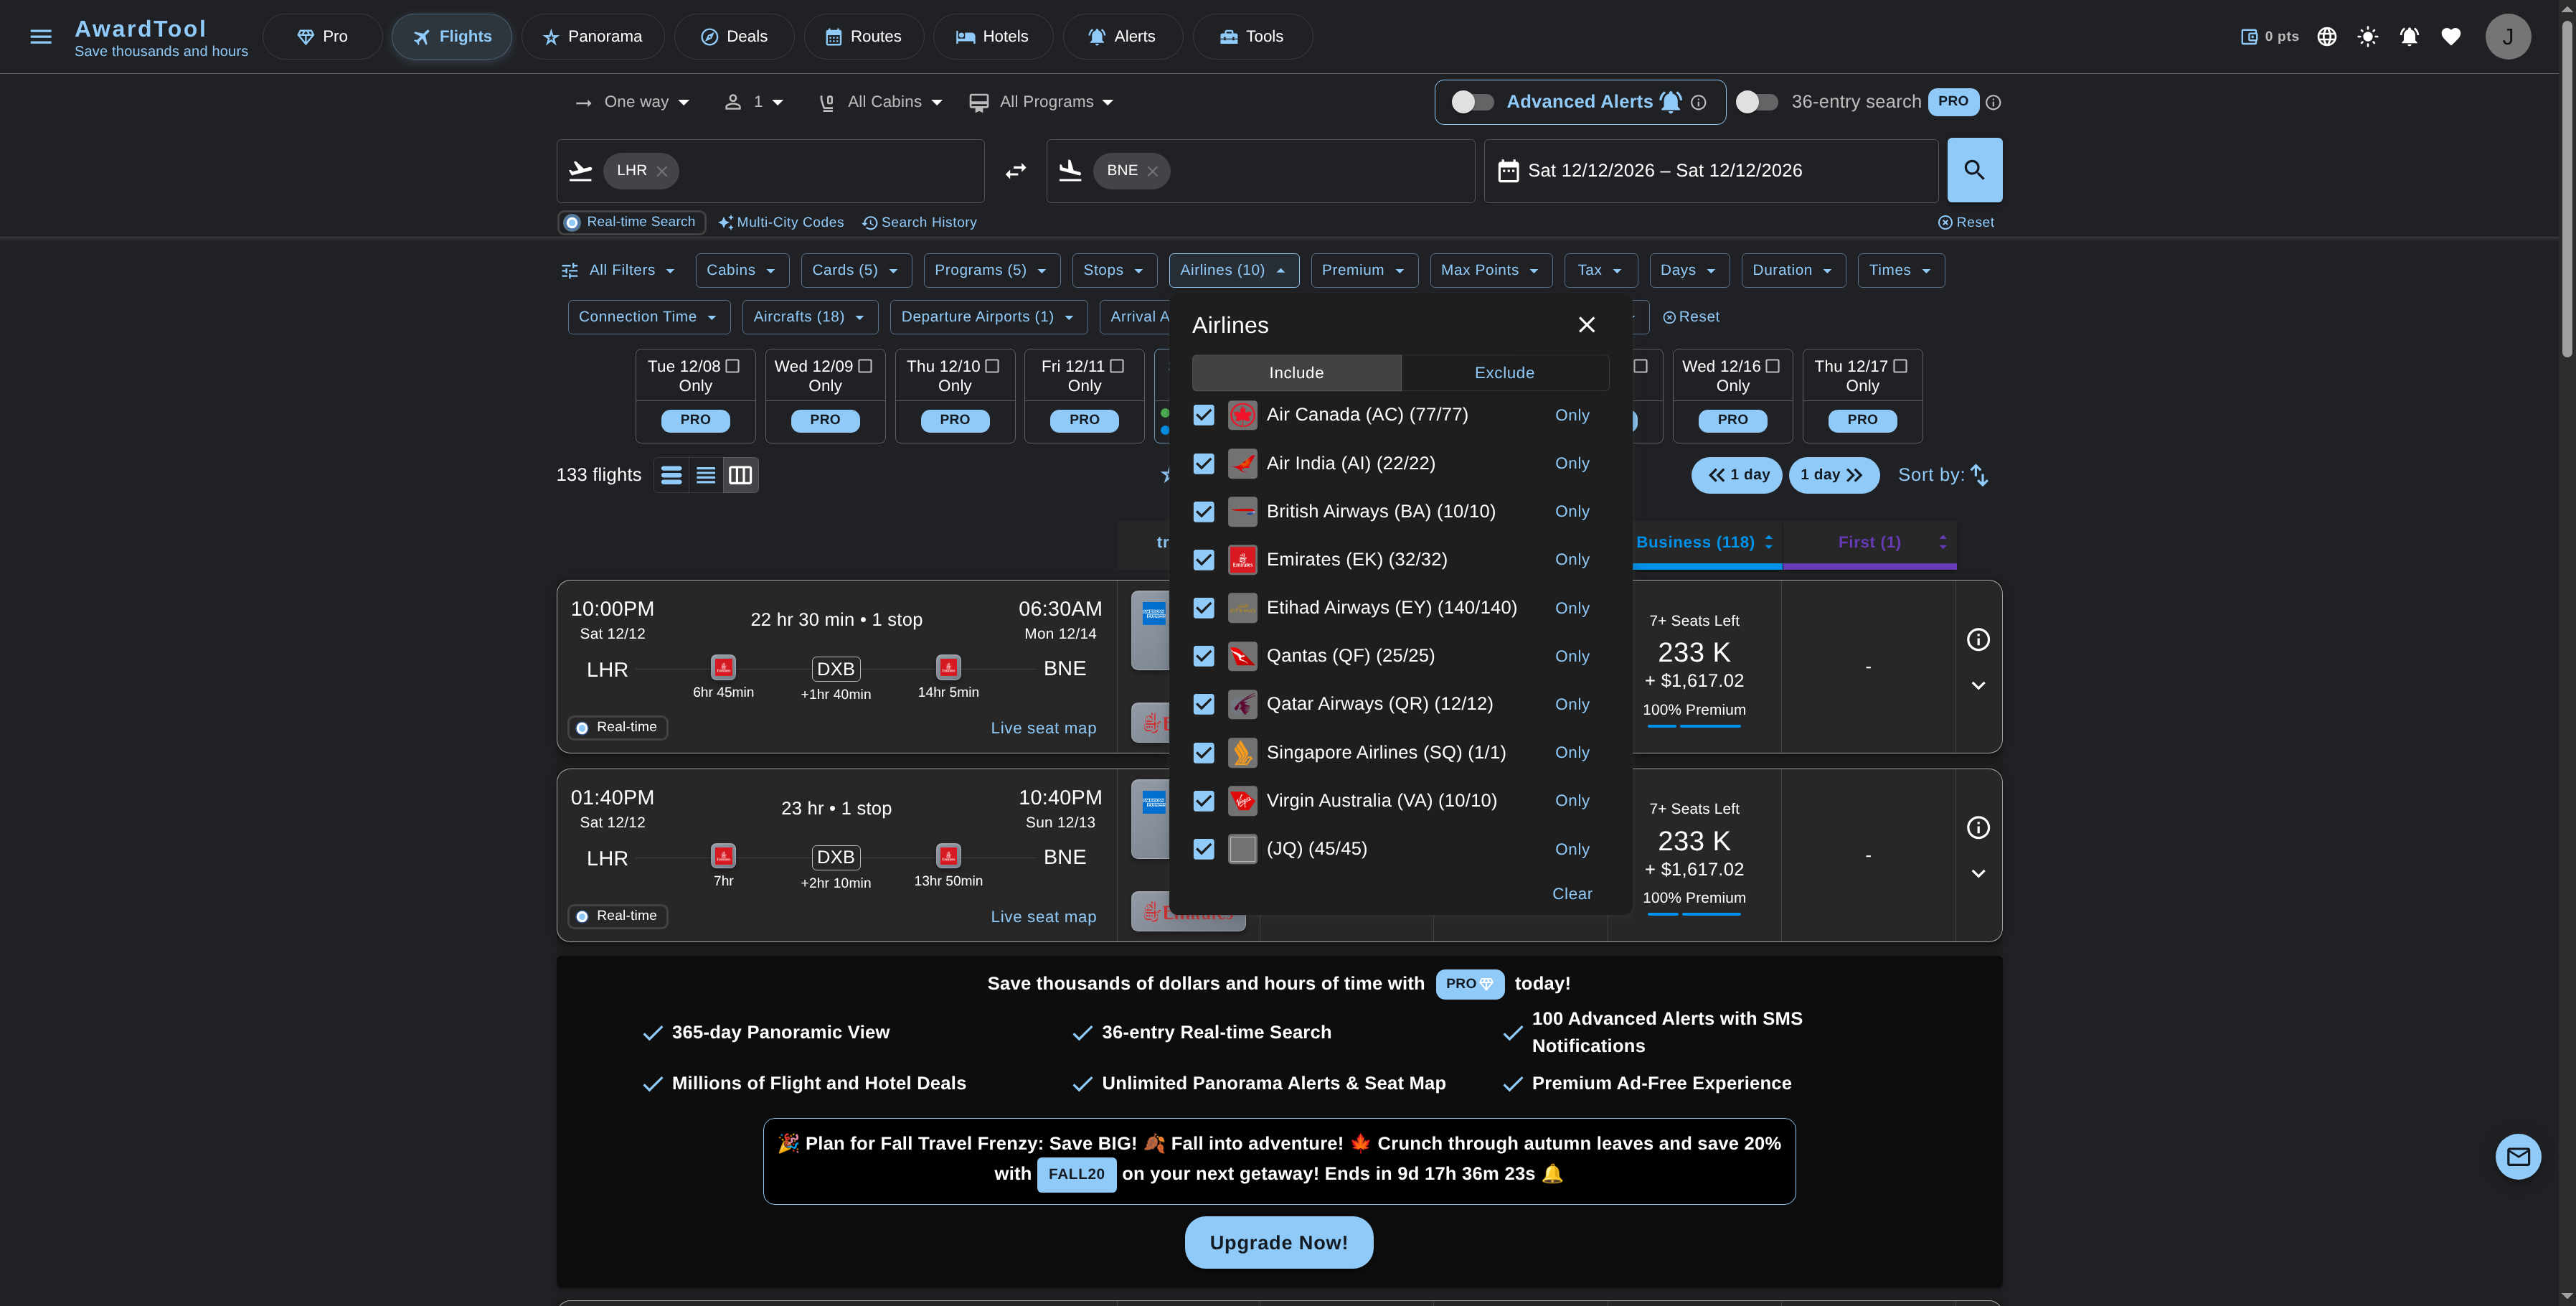 AwardTool
Save thousands and hours
Pro
Flights
Panorama
Deals
Routes
Hotels
Alerts
Tools
0 pts
J
One way
1
All Cabins
All Programs
Advanced Alerts
36-entry search PRO
LHR
BNE
Sat 12/12/2026 – Sat 12/12/2026
Real-time Search
Multi-City Codes
Search History
Reset
All Filters
Cabins
Cards (5)
Programs (5)
Stops
Airlines (10)
Premium
Max Points
Tax
Days
Duration
Times
Connection Time
Aircrafts (18)
Departure Airports (1)
Arrival A
Reset
Tue 12/08
Only
PRO
Wed 12/09
Only
PRO
Thu 12/10
Only
PRO
Fri 12/11
Only
PRO
Wed 12/16
Only
PRO
Thu 12/17
Only
PRO
133 flights
1 day
1 day
Sort by:
Airlines
Include
Exclude
Air Canada (AC) (77/77) Only
Air India (AI) (22/22) Only
British Airways (BA) (10/10) Only
Emirates (EK) (32/32) Only
Etihad Airways (EY) (140/140) Only
Qantas (QF) (25/25) Only
Qatar Airways (QR) (12/12) Only
Singapore Airlines (SQ) (1/1) Only
Virgin Australia (VA) (10/10) Only
(JQ) (45/45) Only
Clear
tr
Business (118)
First (1)
10:00PM
Sat 12/12
22 hr 30 min • 1 stop
06:30AM
Mon 12/14
LHR
6hr 45min
DXB
+1hr 40min
14hr 5min
BNE
Real-time
Live seat map
7+ Seats Left
233 K
+ $1,617.02
100% Premium
-
01:40PM
Sat 12/12
23 hr • 1 stop
10:40PM
Sun 12/13
LHR
7hr
DXB
+2hr 10min
13hr 50min
BNE
Real-time
Live seat map
Emirates
7+ Seats Left
233 K
+ $1,617.02
100% Premium
-
Save thousands of dollars and hours of time with PRO today!
365-day Panoramic View
36-entry Real-time Search
100 Advanced Alerts with SMS
Notifications
Millions of Flight and Hotel Deals
Unlimited Panorama Alerts & Seat Map
Premium Ad-Free Experience
🎉 Plan for Fall Travel Frenzy: Save BIG! 🍂 Fall into adventure! 🍁 Crunch through autumn leaves and save 20%
with FALL20 on your next getaway! Ends in 9d 17h 36m 23s 🔔
Upgrade Now!